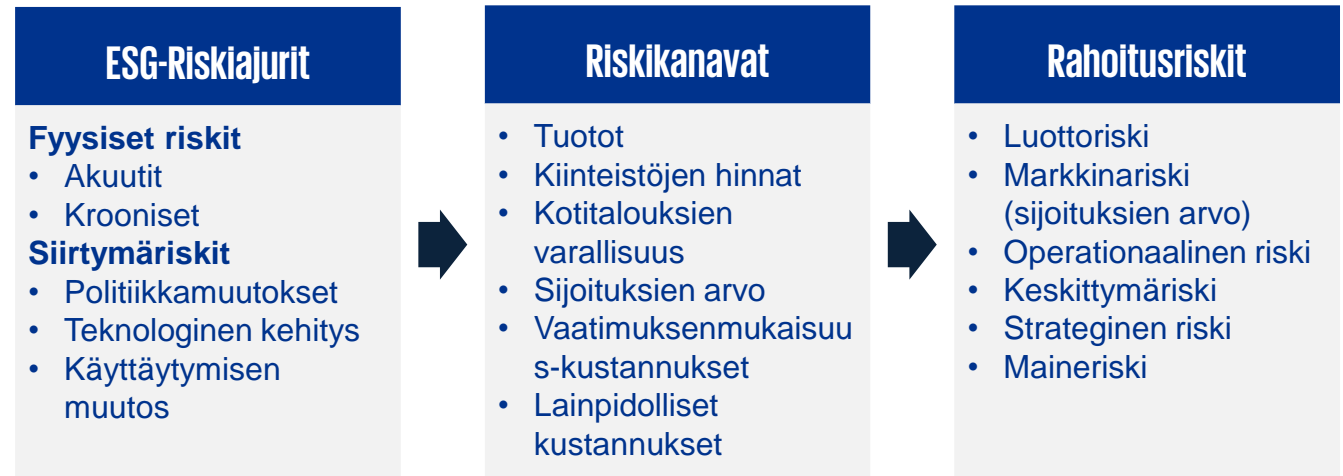 ESG-Riskiajurit
Fyysiset riskit
• Akuutit
• Krooniset
Siirtymäriskit
• Politiikkamuutokset
• Teknologinen kehitys
• Käyttäytymisen
muutos
Riskikanavat
• Tuotot
• Kiinteistöjen hinnat
• Kotitalouksien
varallisuus
• Sijoituksien arvo
• Vaatimuksenmukaisuu
s-kustannukset
• Lainpidolliset
kustannukset
Rahoitusriskit
• Luottoriski
• Markkinariski
(sijoituksien arvo)
• Operationaalinen riski
• Keskittymäriski
• Strateginen riski
• Maineriski